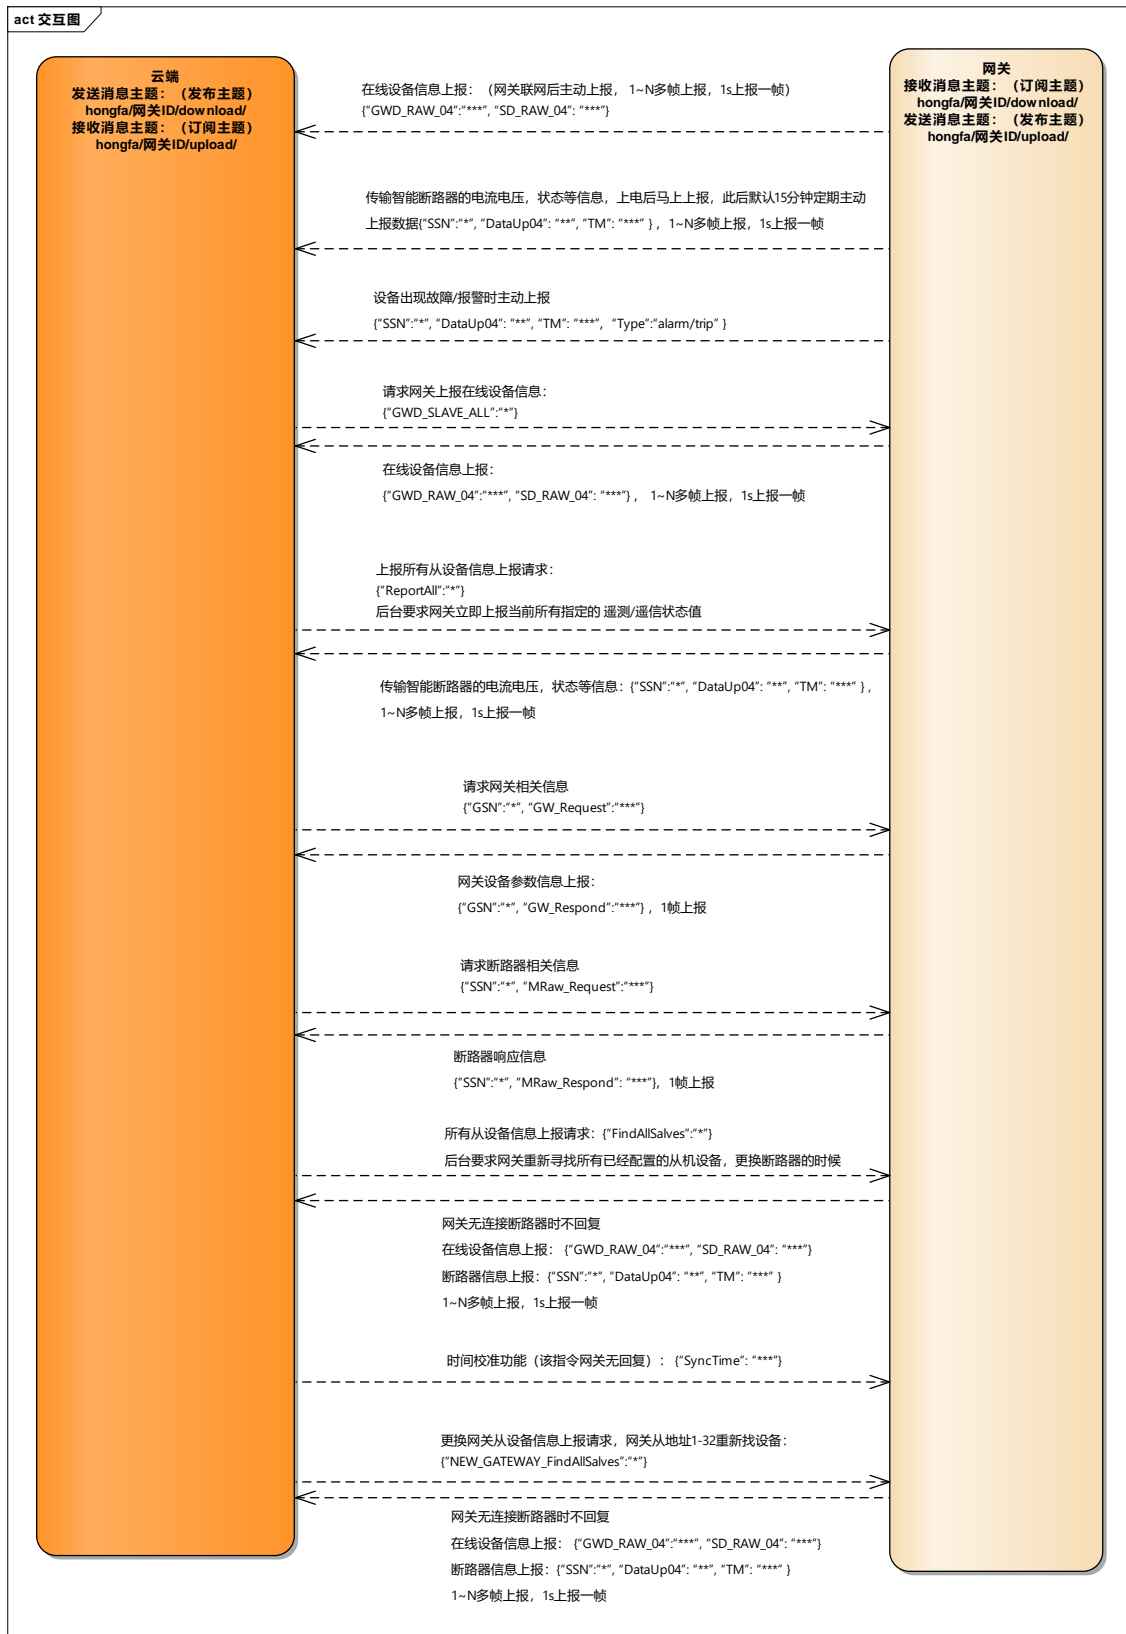 act 交互图
云端
发送消息主题：（发布主题）
hongfa/网关ID/download/
接收消息主题：（订阅主题）
hongfa/网关ID/upload/
网关
接收消息主题：（订阅主题）
hongfa/网关ID/download/
发送消息主题：（发布主题）
hongfa/网关ID/upload/
在线设备信息上报：（网关联网后主动上报， 1~N多帧上报，1s上报一帧）
{"GWD_RAW_04":"***", "SD_RAW_04": "***"}
传输智能断路器的电流电压，状态等信息，上电后马上上报，此后默认15分钟定期主动
上报数据{"SSN":"*", "DataUp04": "**", "TM": "***" } ，1~N多帧上报，1s上报一帧
设备出现故障/报警时主动上报
{"SSN":"*", "DataUp04": "**", "TM": "***", "Type":"alarm/trip" }
请求网关上报在线设备信息：
{"GWD_SLAVE_ALL":"*"}
在线设备信息上报：
{"GWD_RAW_04":"***", "SD_RAW_04": "***"} ， 1~N多帧上报，1s上报一帧
上报所有从设备信息上报请求：
{"ReportAll":"*"}
后台要求网关立即上报当前所有指定的 遥测/遥信状态值
传输智能断路器的电流电压，状态等信息：{"SSN":"*", "DataUp04": "**", "TM": "***" } ，
1~N多帧上报，1s上报一帧
请求网关相关信息
{"GSN":"*", "GW_Request":"***"}
网关设备参数信息上报：
{"GSN":"*", "GW_Respond":"***"} ，1帧上报
请求断路器相关信息
{"SSN":"*", "MRaw_Request":"***"}
断路器响应信息
{"SSN":"*", "MRaw_Respond": "***"}，1帧上报
所有从设备信息上报请求：{"FindAllSalves":"*"}
后台要求网关重新寻找所有已经配置的从机设备，更换断路器的时候
网关无连接断路器时不回复
在线设备信息上报： {"GWD_RAW_04":"***", "SD_RAW_04": "***"}
断路器信息上报：{"SSN":"*", "DataUp04": "**", "TM": "***" }
1~N多帧上报，1s上报一帧
时间校准功能（该指令网关无回复）： {"SyncTime": "***"}
更换网关从设备信息上报请求，网关从地址1-32重新找设备：
{"NEW_GATEWAY_FindAllSalves":"*"}
网关无连接断路器时不回复
在线设备信息上报： {"GWD_RAW_04":"***", "SD_RAW_04": "***"}
断路器信息上报：{"SSN":"*", "DataUp04": "**", "TM": "***" }
1~N多帧上报，1s上报一帧